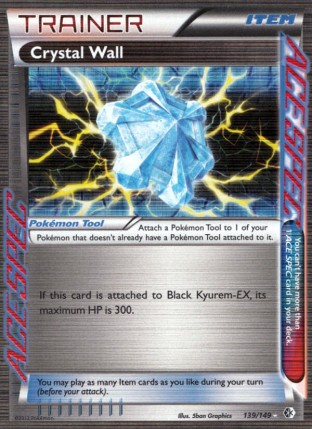 TRAINER
ITEM
Crystal Wall
ACE SPEC
Pokémon Tool
Attach a Pokémon Tool to 1 of your
Pokémon that doesn't already have a Pokémon Tool attached to it.
You can't have more than
1 ACE SPEC card in your deck.
ACE SPEC
If this card is attached to Black Kyurem-EX, its
maximum HP is 300.
You may play as many Item cards as you like during your turn
(before your attack).
©2012 Pokémon
Illus. 5ban Graphics
139/149